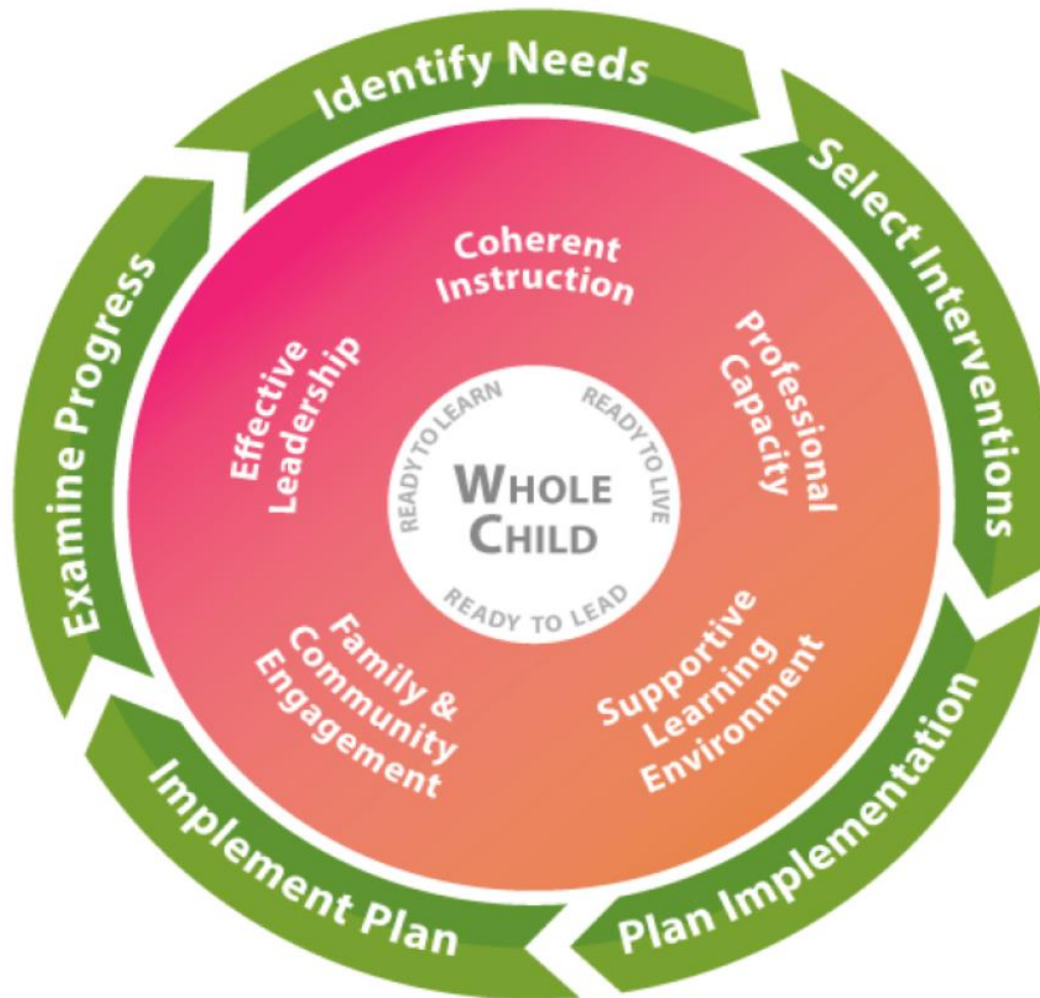 Identify Needs
Select Interventions
Plan Implementation
Implement Plan
Examine Progress
Coherent
Instruction
Professional
Capacity
Supportive
Learning
Environment
Family &
Community
Engagement
Effective
Leadership
READY TO LEARN
READY TO LIVE
WHOLE
CHILD
READY TO LEAD